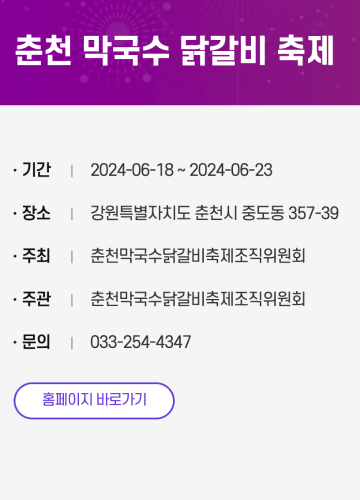 춘천 막국수 닭갈비 축제
· 기간 | 2024-06-18 ~ 2024-06-23
· 장소 | 강원특별자치도 춘천시 중도동 357-39
· 주최 | 춘천막국수닭갈비축제조직위원회
· 주관 | 춘천막국수닭갈비축제조직위원회
· 문의 | 033-254-4347
홈페이지 바로가기